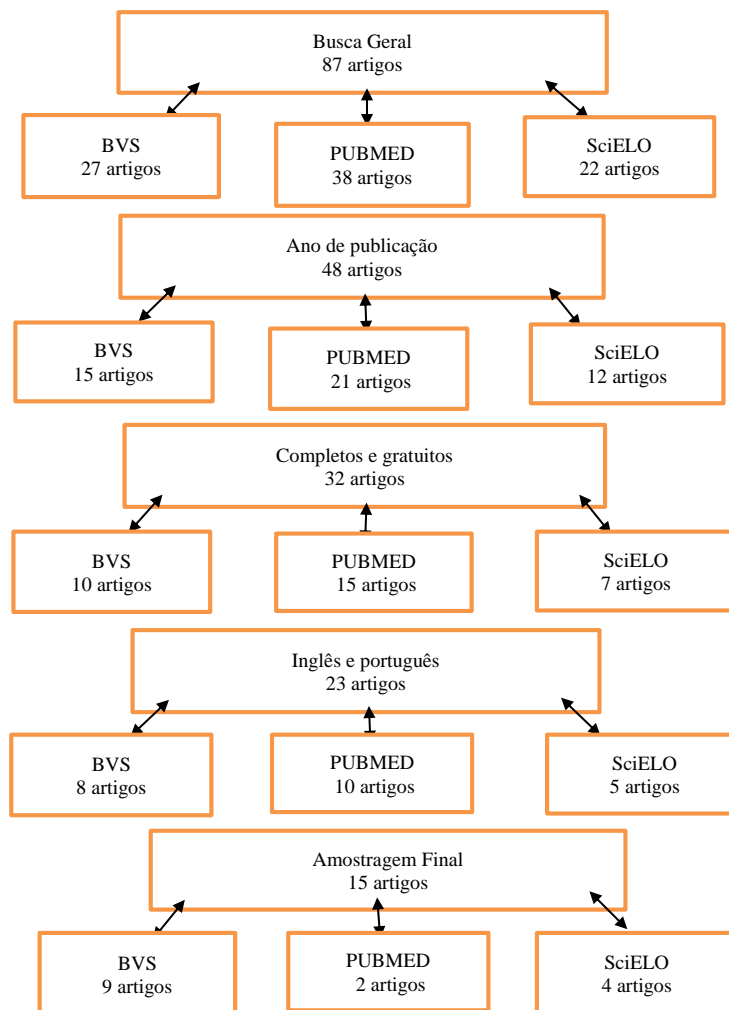 Busca Geral
87 artigos
BVS
27 artigos
PUBMED
38 artigos
SciELO
22 artigos
Ano de publicação
48 artigos
BVS
15 artigos
PUBMED
21 artigos
SciELO
12 artigos
Completos e gratuitos
32 artigos
BVS
10 artigos
PUBMED
15 artigos
SciELO
7 artigos
Inglês e português
23 artigos
BVS
8 artigos
PUBMED
10 artigos
SciELO
5 artigos
Amostragem Final
15 artigos
BVS
9 artigos
PUBMED
2 artigos
SciELO
4 artigos